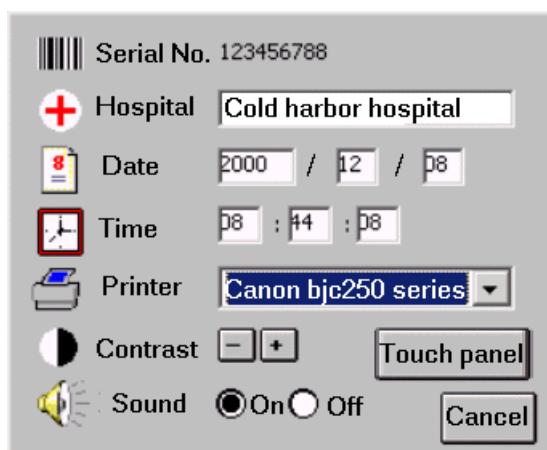 Serial No. 123456788
Hospital Cold harbor hospital
8
Date 2000 / 12 / 08
Time 08 : 44 : 08
Printer Canon bjc250 series
Contrast - + Touch panel
Sound On Off
Cancel